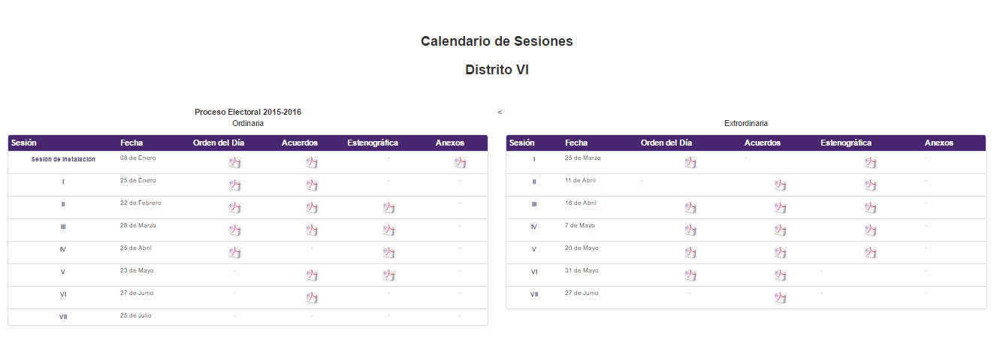 Calendario de Sesiones
Distrito VI
Proceso Electoral 2015-2016
Ordinaria
Sesión Fecha Orden del Día Acuerdos Estenográfica Anexos
Sesión de Instalación 08 de Enero -
I 25 de Enero - -
II 22 de Febrero -
III 28 de Marzo -
IV 25 de Abril - -
V 23 de Mayo - -
VI 27 de Junio - - -
VII 25 de Julio - - - -
<
Extrordinaria
Sesión Fecha Orden del Día Acuerdos Estenográfica Anexos
I 25 de Marzo - -
II 11 de Abril - -
III 16 de Abril -
IV 7 de Mayo -
V 20 de Mayo -
VI 31 de Mayo - -
VII 27 de Junio - - -